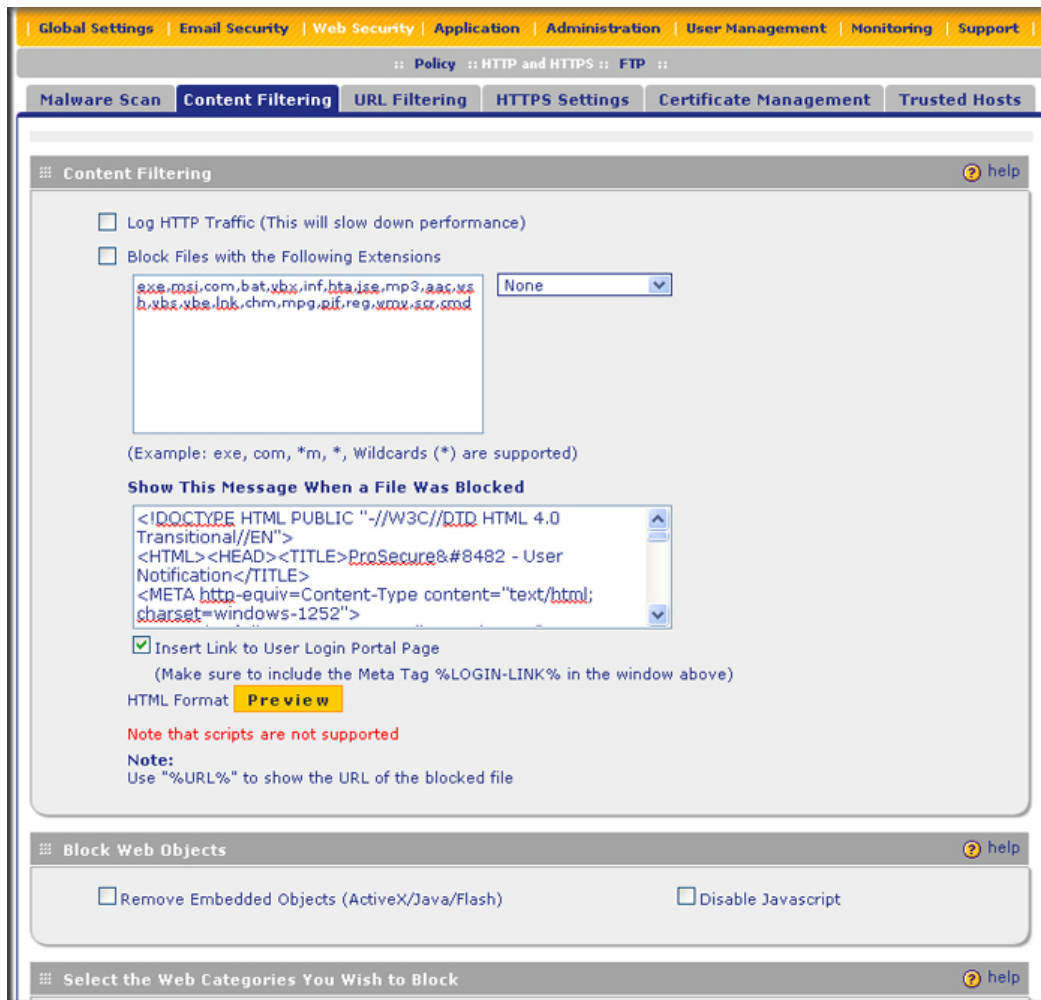 Global Settings | Email Security | Web Security | Application | Administration | User Management | Monitoring | Support
:: Policy :: HTTP and HTTPS :: FTP ::
Malware Scan Content Filtering URL Filtering HTTPS Settings Certificate Management Trusted Hosts
Content Filtering help
Log HTTP Traffic (This will slow down performance)
Block Files with the Following Extensions
exe,msi,com,bat,vbx,inf,hta,jse,mp3,aac,vs
h,vbs,vbe,lnk,chm,mpg,pif,reg,wmv,scr,cmd
None
(Example: exe, com, *m, *, Wildcards (*) are supported)
Show This Message When a File Was Blocked
<!DOCTYPE HTML PUBLIC "-//W3C//DTD HTML 4.0
Transitional//EN">
<HTML><HEAD><TITLE>ProSecure&#8482 - User
Notification</TITLE>
<META http-equiv=Content-Type content="text/html;
charset=windows-1252">
Insert Link to User Login Portal Page
(Make sure to include the Meta Tag %LOGIN-LINK% in the window above)
HTML Format Preview
Note that scripts are not supported
Note:
Use "%URL%" to show the URL of the blocked file
Block Web Objects help
Remove Embedded Objects (ActiveX/Java/Flash) Disable Javascript
Select the Web Categories You Wish to Block help